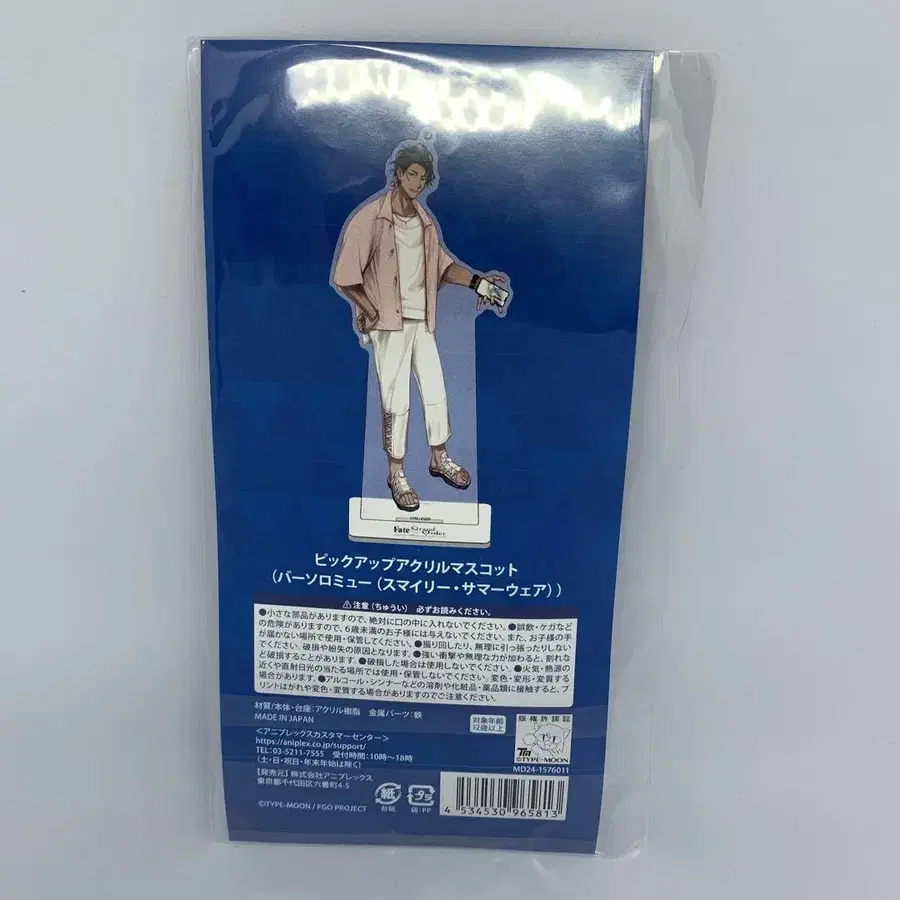 Fate Grand Order
ピックアップアクリルマスコット
（バーソロミュー（スマイリー・サマーウェア））
⚠注意（ちゅうい） 必ずお読みください。
●小さな部品がありますので、絶対に口の中に入れないでください。●誤飲・ケガなど
の危険がありますので、6歳未満のお子様には与えないでください。また、お子様の手
が届かない場所で使用・保管してください。●振り回したり、無理に引っ張ったりしない
でください。破損や紛失の原因となります。●強い衝撃や無理な力が加わると、割れな
ど破損することがあります。●破損した場合は使用しないでください。●火気・熱源の
近くや直射日光の当たる場所では使用・保管しないでください。変色・変形・変質する
場合があります。●アルコール・シンナーなどの溶剤や化粧品・薬品類に接触すると、プ
リントはがれや変色・変質する場合がありますのでご注意ください。
材質/本体・台座：アクリル樹脂 金属パーツ：鉄
MADE IN JAPAN
対象年齢
12歳以上
版権許諾証
TM
©TYPE-MOON
MD24-1576011
＜アニプレックスカスタマーセンター＞
https://aniplex.co.jp/support/
TEL：03-5211-7555 受付時間：10時～18時
（土・日・祝日・年末年始は除く）
【発売元】株式会社アニプレックス
東京都千代田区六番町4-5
©TYPE-MOON / FGO PROJECT
紙
台紙
プラ
袋：PP
4 534530 965813